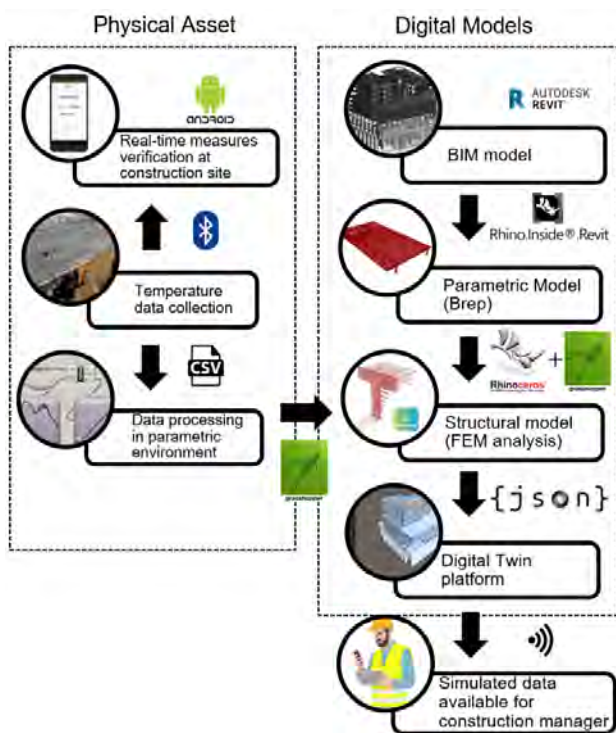 Physical Asset
Digital Models
ANDROID
Real-time measures
verification at
construction site
Temperature
data collection
CSV
Data processing
in parametric
environment
grasshopper
AUTODESK
REVIT
BIM model
Rhino.Inside®.Revit
Parametric Model
(Brep)
Rhinoceros
+
Structural model
(FEM analysis)
{json}
Digital Twin
platform
Simulated data
available for
construction manager